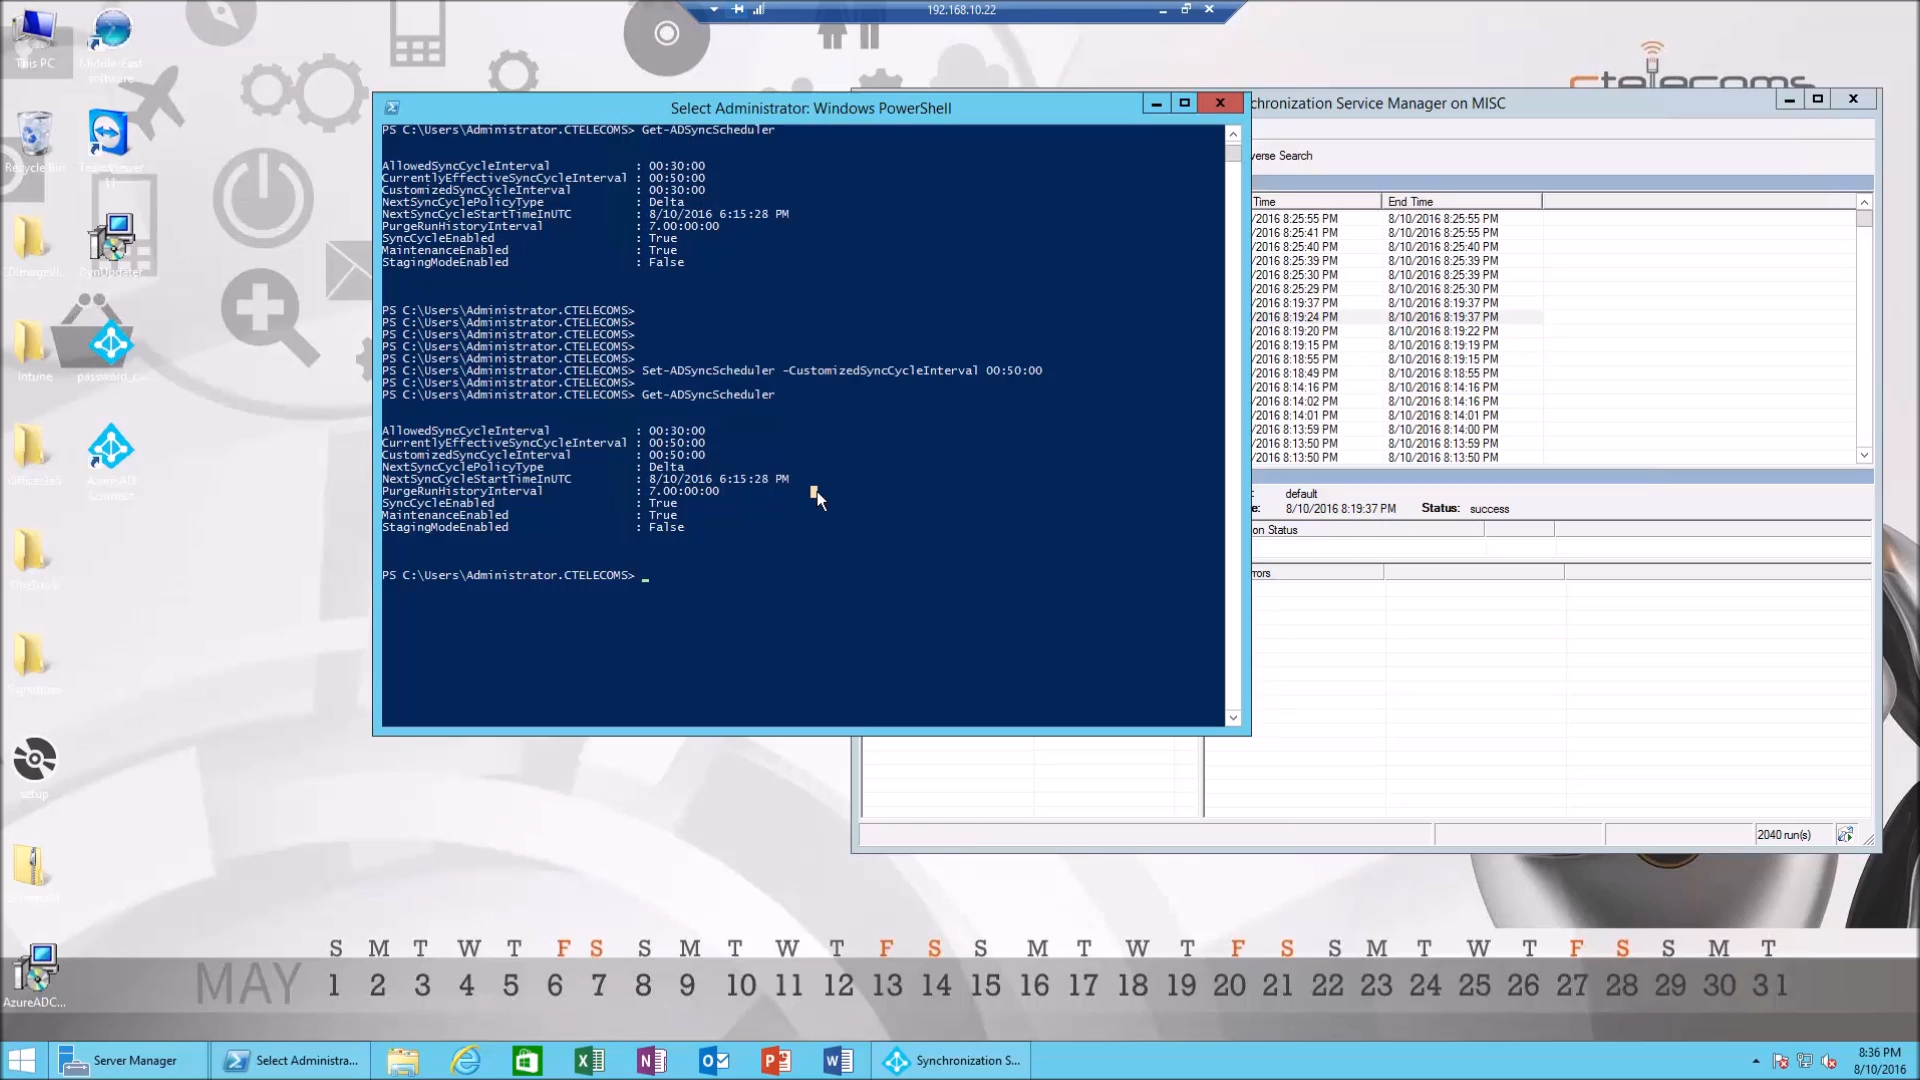 192.168.10.22
This PC
Middle-East
software
Recycle Bin
TeamViewer
11
DynUpdater
Intune
password_c...
AzureAD
Connect
OneDrive
setup
AzureADC...
ctelecoms
Select Administrator: Windows PowerShell
PS C:\Users\Administrator.CTELECOMS> Get-ADSyncScheduler
AllowedSyncCycleInterval : 00:30:00
CurrentlyEffectiveSyncCycleInterval : 00:50:00
CustomizedSyncCycleInterval : 00:30:00
NextSyncCyclePolicyType : Delta
NextSyncCycleStartTimeInUTC : 8/10/2016 6:15:28 PM
PurgeRunHistoryInterval : 7.00:00:00
SyncCycleEnabled : True
MaintenanceEnabled : True
StagingModeEnabled : False
PS C:\Users\Administrator.CTELECOMS>
PS C:\Users\Administrator.CTELECOMS>
PS C:\Users\Administrator.CTELECOMS>
PS C:\Users\Administrator.CTELECOMS>
PS C:\Users\Administrator.CTELECOMS>
PS C:\Users\Administrator.CTELECOMS> Set-ADSyncScheduler -CustomizedSyncCycleInterval 00:50:00
PS C:\Users\Administrator.CTELECOMS>
PS C:\Users\Administrator.CTELECOMS> Get-ADSyncScheduler
AllowedSyncCycleInterval : 00:30:00
CurrentlyEffectiveSyncCycleInterval : 00:50:00
CustomizedSyncCycleInterval : 00:50:00
NextSyncCyclePolicyType : Delta
NextSyncCycleStartTimeInUTC : 8/10/2016 6:15:28 PM
PurgeRunHistoryInterval : 7.00:00:00
SyncCycleEnabled : True
MaintenanceEnabled : True
StagingModeEnabled : False
PS C:\Users\Administrator.CTELECOMS> _
chronization Service Manager on MISC
verse Search
Time End Time
/2016 8:25:55 PM 8/10/2016 8:25:55 PM
/2016 8:25:41 PM 8/10/2016 8:25:55 PM
/2016 8:25:40 PM 8/10/2016 8:25:40 PM
/2016 8:25:39 PM 8/10/2016 8:25:39 PM
/2016 8:25:30 PM 8/10/2016 8:25:39 PM
/2016 8:25:29 PM 8/10/2016 8:25:30 PM
/2016 8:19:37 PM 8/10/2016 8:19:37 PM
/2016 8:19:24 PM 8/10/2016 8:19:37 PM
/2016 8:19:20 PM 8/10/2016 8:19:22 PM
/2016 8:19:15 PM 8/10/2016 8:19:19 PM
/2016 8:18:55 PM 8/10/2016 8:19:15 PM
/2016 8:18:49 PM 8/10/2016 8:18:55 PM
/2016 8:14:16 PM 8/10/2016 8:14:16 PM
/2016 8:14:02 PM 8/10/2016 8:14:16 PM
/2016 8:14:01 PM 8/10/2016 8:14:01 PM
/2016 8:13:59 PM 8/10/2016 8:14:00 PM
/2016 8:13:50 PM 8/10/2016 8:13:59 PM
/2016 8:13:50 PM 8/10/2016 8:13:50 PM
: default
e: 8/10/2016 8:19:37 PM Status: success
on Status
rrors
2040 run(s)
S M T W T F S S M T W T F S S M T W T F S S M T W T F S S M T
MAY 1 2 3 4 5 6 7 8 9 10 11 12 13 14 15 16 17 18 19 20 21 22 23 24 25 26 27 28 29 30 31
Server Manager
Select Administra...
Synchronization S...
8:36 PM
8/10/2016